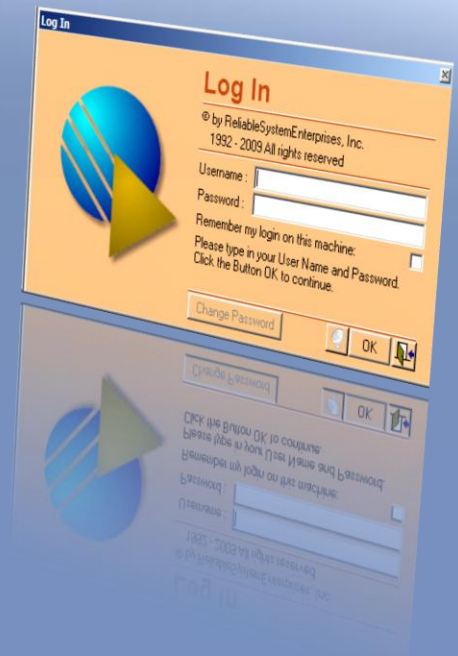 Log In
Log In
© by ReliableSystemEnterprises, Inc.
1992 - 2009 All rights reserved
Username :
Password :
Remember my login on this machine:
Please type in your User Name and Password.
Click the Button OK to continue.
Change Password
OK